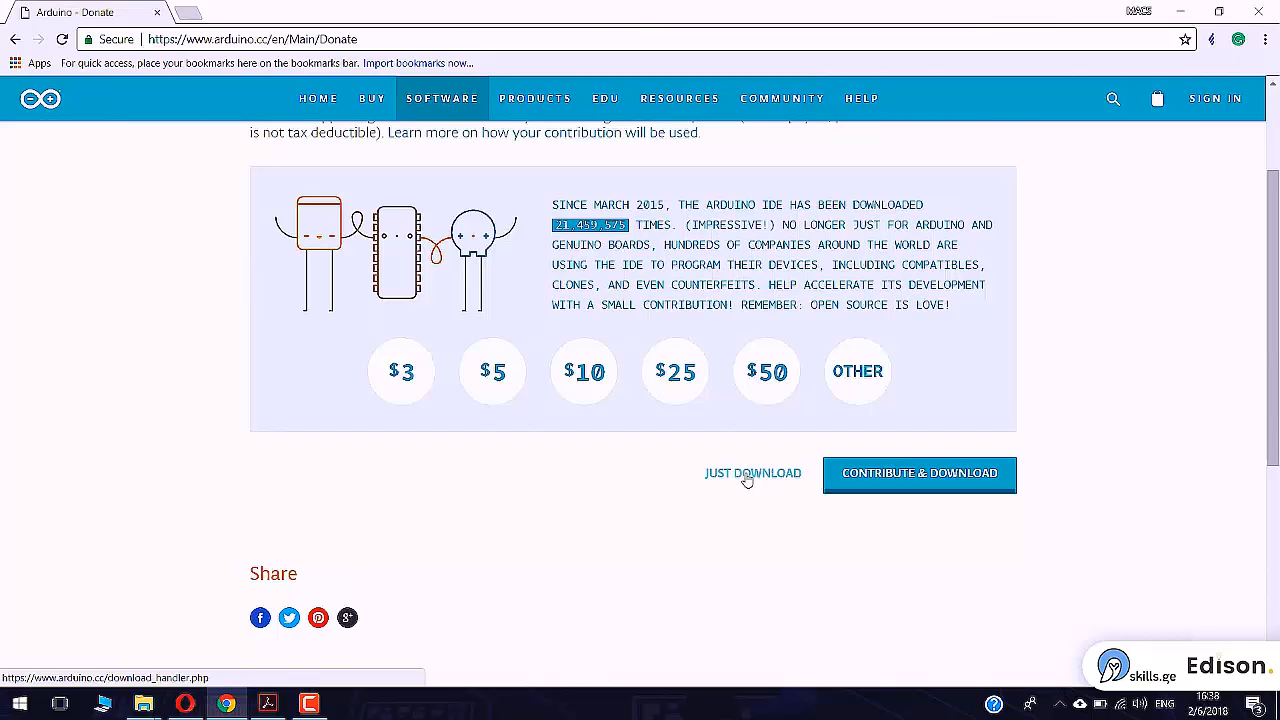 Arduino - Donate
MACS
Secure
https://www.arduino.cc/en/Main/Donate
Apps For quick access, place your bookmarks here on the bookmarks bar. Import bookmarks now...
HOME BUY SOFTWARE PRODUCTS EDU RESOURCES COMMUNITY HELP SIGN IN
is not tax deductible). Learn more on how your contribution will be used.
SINCE MARCH 2015, THE ARDUINO IDE HAS BEEN DOWNLOADED
21,459,575 TIMES. (IMPRESSIVE!) NO LONGER JUST FOR ARDUINO AND
GENUINO BOARDS, HUNDREDS OF COMPANIES AROUND THE WORLD ARE
USING THE IDE TO PROGRAM THEIR DEVICES, INCLUDING COMPATIBLES,
CLONES, AND EVEN COUNTERFEITS. HELP ACCELERATE ITS DEVELOPMENT
WITH A SMALL CONTRIBUTION! REMEMBER: OPEN SOURCE IS LOVE!
$3 $5 $10 $25 $50 OTHER
JUST DOWNLOAD CONTRIBUTE & DOWNLOAD
Share
https://www.arduino.cc/download_handler.php
skills.ge Edison.
16:38
2/6/2018